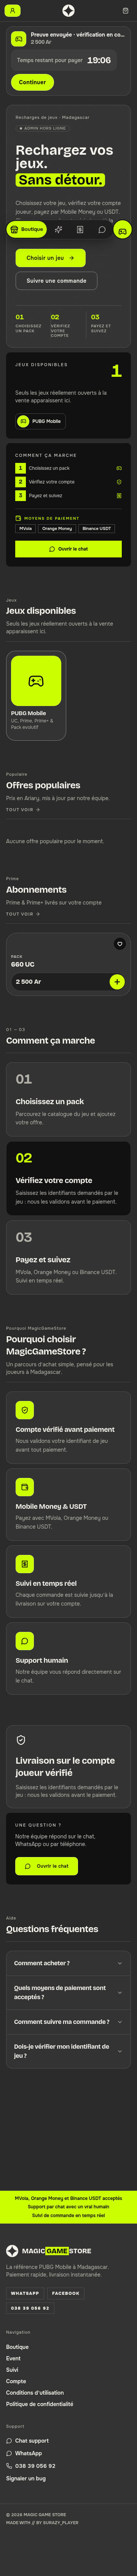 Preuve envoyée · vérification en co...
2 500 Ar
Temps restant pour payer
19:06
Continuer
Recharges de jeux · Madagascar
ADMIN HORS LIGNE
Rechargez vos
jeux.
Sans détour.
Choisissez votre jeu, vérifiez votre compte
joueur, payez par Mobile Money ou USDT.
Boutique
Choisir un jeu
Suivre une commande
01
02
03
CHOISISSEZ
UN PACK
VÉRIFIEZ
VOTRE
COMPTE
PAYEZ ET
SUIVEZ
JEUX DISPONIBLES
1
Seuls les jeux réellement ouverts à la
vente apparaissent ici.
PUBG Mobile
COMMENT ÇA MARCHE
1
Choisissez un pack
2
Vérifiez votre compte
3
Payez et suivez
MOYENS DE PAIEMENT
MVola
Orange Money
Binance USDT
Ouvrir le chat
Jeux
Jeux disponibles
Seuls les jeux réellement ouverts à la vente
apparaissent ici.
PUBG Mobile
UC, Prime, Prime+ &
Pack evolutif
Populaire
Offres populaires
Prix en Ariary, mis à jour par notre équipe.
TOUT VOIR
Aucune offre populaire pour le moment.
Prime
Abonnements
Prime & Prime+ livrés sur votre compte
TOUT VOIR
PACK
660 UC
2 500 Ar
01 — 03
Comment ça marche
01
Choisissez un pack
Parcourez le catalogue du jeu et ajoutez
votre offre.
02
Vérifiez votre compte
Saisissez les identifiants demandés par le
jeu : nous les validons avant le paiement.
03
Payez et suivez
MVola, Orange Money ou Binance USDT.
Suivi en temps réel.
Pourquoi MagicGameStore
Pourquoi choisir
MagicGameStore ?
Un parcours d'achat simple, pensé pour les
joueurs à Madagascar.
Compte vérifié avant paiement
Nous validons votre identifiant de jeu
avant tout paiement.
Mobile Money & USDT
Payez avec MVola, Orange Money ou
Binance USDT.
Suivi en temps réel
Chaque commande est suivie jusqu'à la
livraison sur votre compte.
Support humain
Notre équipe vous répond directement sur
le chat.
Livraison sur le compte
joueur vérifié
Saisissez les identifiants demandés par le
jeu : nous les validons avant le paiement.
UNE QUESTION ?
Notre équipe répond sur le chat,
WhatsApp ou par téléphone.
Ouvrir le chat
Aide
Questions fréquentes
Comment acheter ?
Quels moyens de paiement sont
acceptés ?
Comment suivre ma commande ?
Dois-je vérifier mon identifiant de
jeu ?
MVola, Orange Money et Binance USDT acceptés
Support par chat avec un vrai humain
Suivi de commande en temps réel
MAGIC GAME STORE
La référence PUBG Mobile à Madagascar.
Paiement rapide, livraison instantanée.
WHATSAPP
FACEBOOK
038 39 056 92
Navigation
Boutique
Event
Suivi
Compte
Conditions d'utilisation
Politique de confidentialité
Support
Chat support
WhatsApp
038 39 056 92
Signaler un bug
© 2026 MAGIC GAME STORE
MADE WITH // BY SURAZY_PLAYER